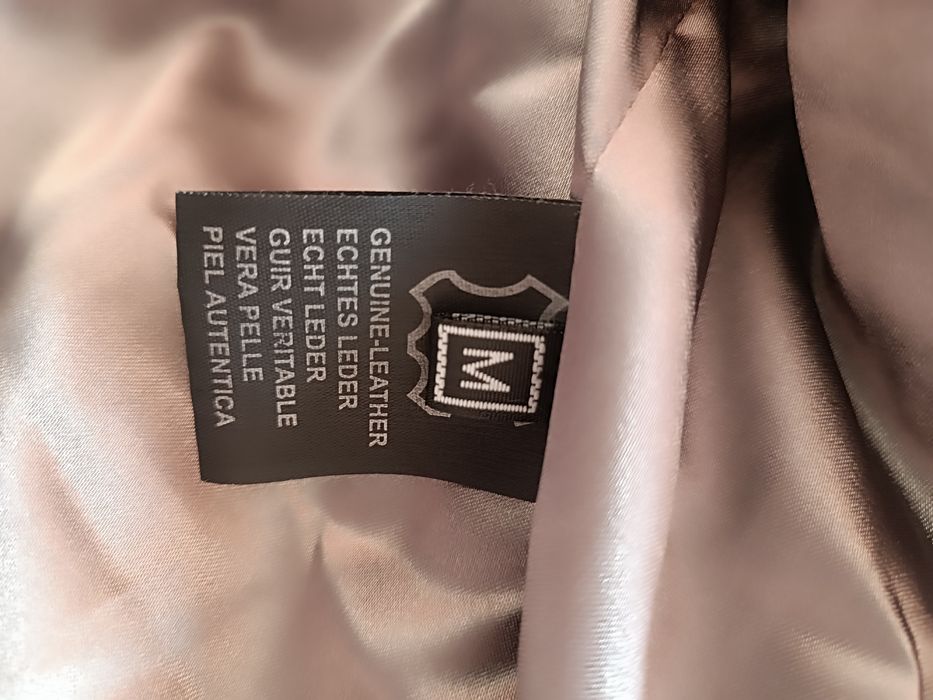 M
GENUINE-LEATHER
ECHTES LEDER
ECHT LEDER
GUIR VERITABLE
VERA PELLE
PIEL AUTENTICA